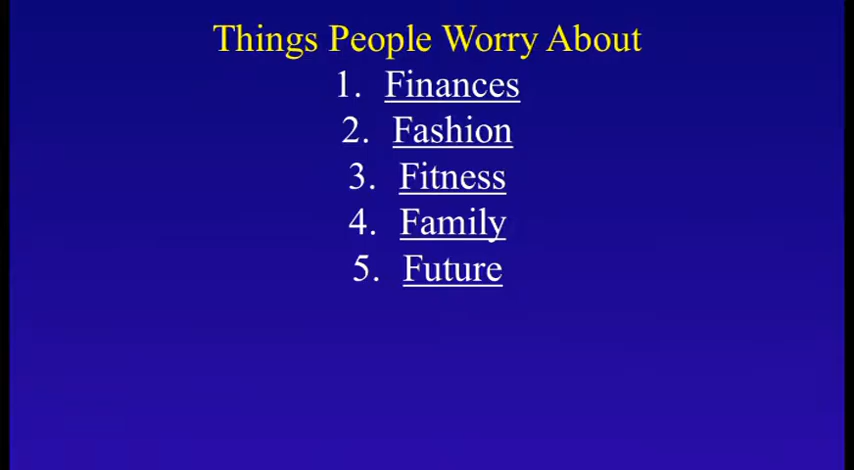 Things People Worry About
1. Finances
2. Fashion
3. Fitness
4. Family
5. Future